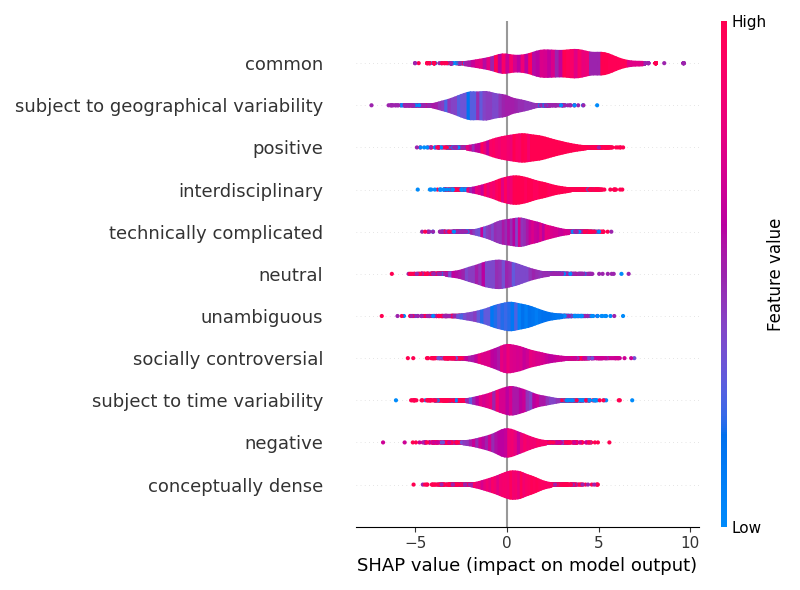 High
common
subject to geographical variability
positive
interdisciplinary
technically complicated
neutral
unambiguous
socially controversial
subject to time variability
negative
conceptually dense
Feature value
Low
−5 0 5 10
SHAP value (impact on model output)